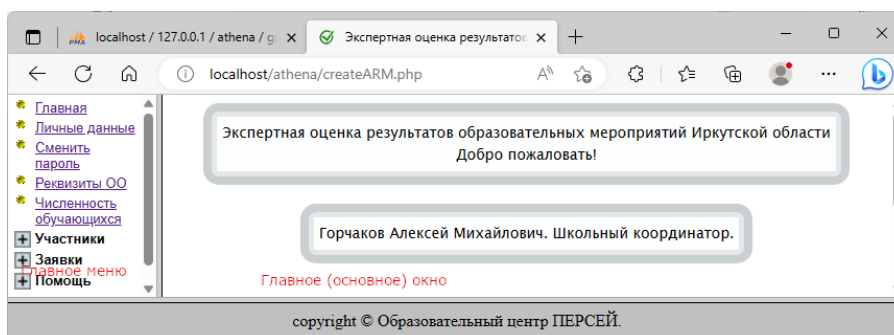 localhost / 127.0.0.1 / athena / g
Экспертная оценка результатов
localhost/athena/createARM.php
Главная
Личные данные
Сменить
пароль
Реквизиты ОО
Численность
обучающихся
Участники
Заявки
Главное меню
Помощь
Экспертная оценка результатов образовательных мероприятий Иркутской области
Добро пожаловать!
Горчаков Алексей Михайлович. Школьный координатор.
Главное (основное) окно
copyright © Образовательный центр ПЕРСЕЙ.